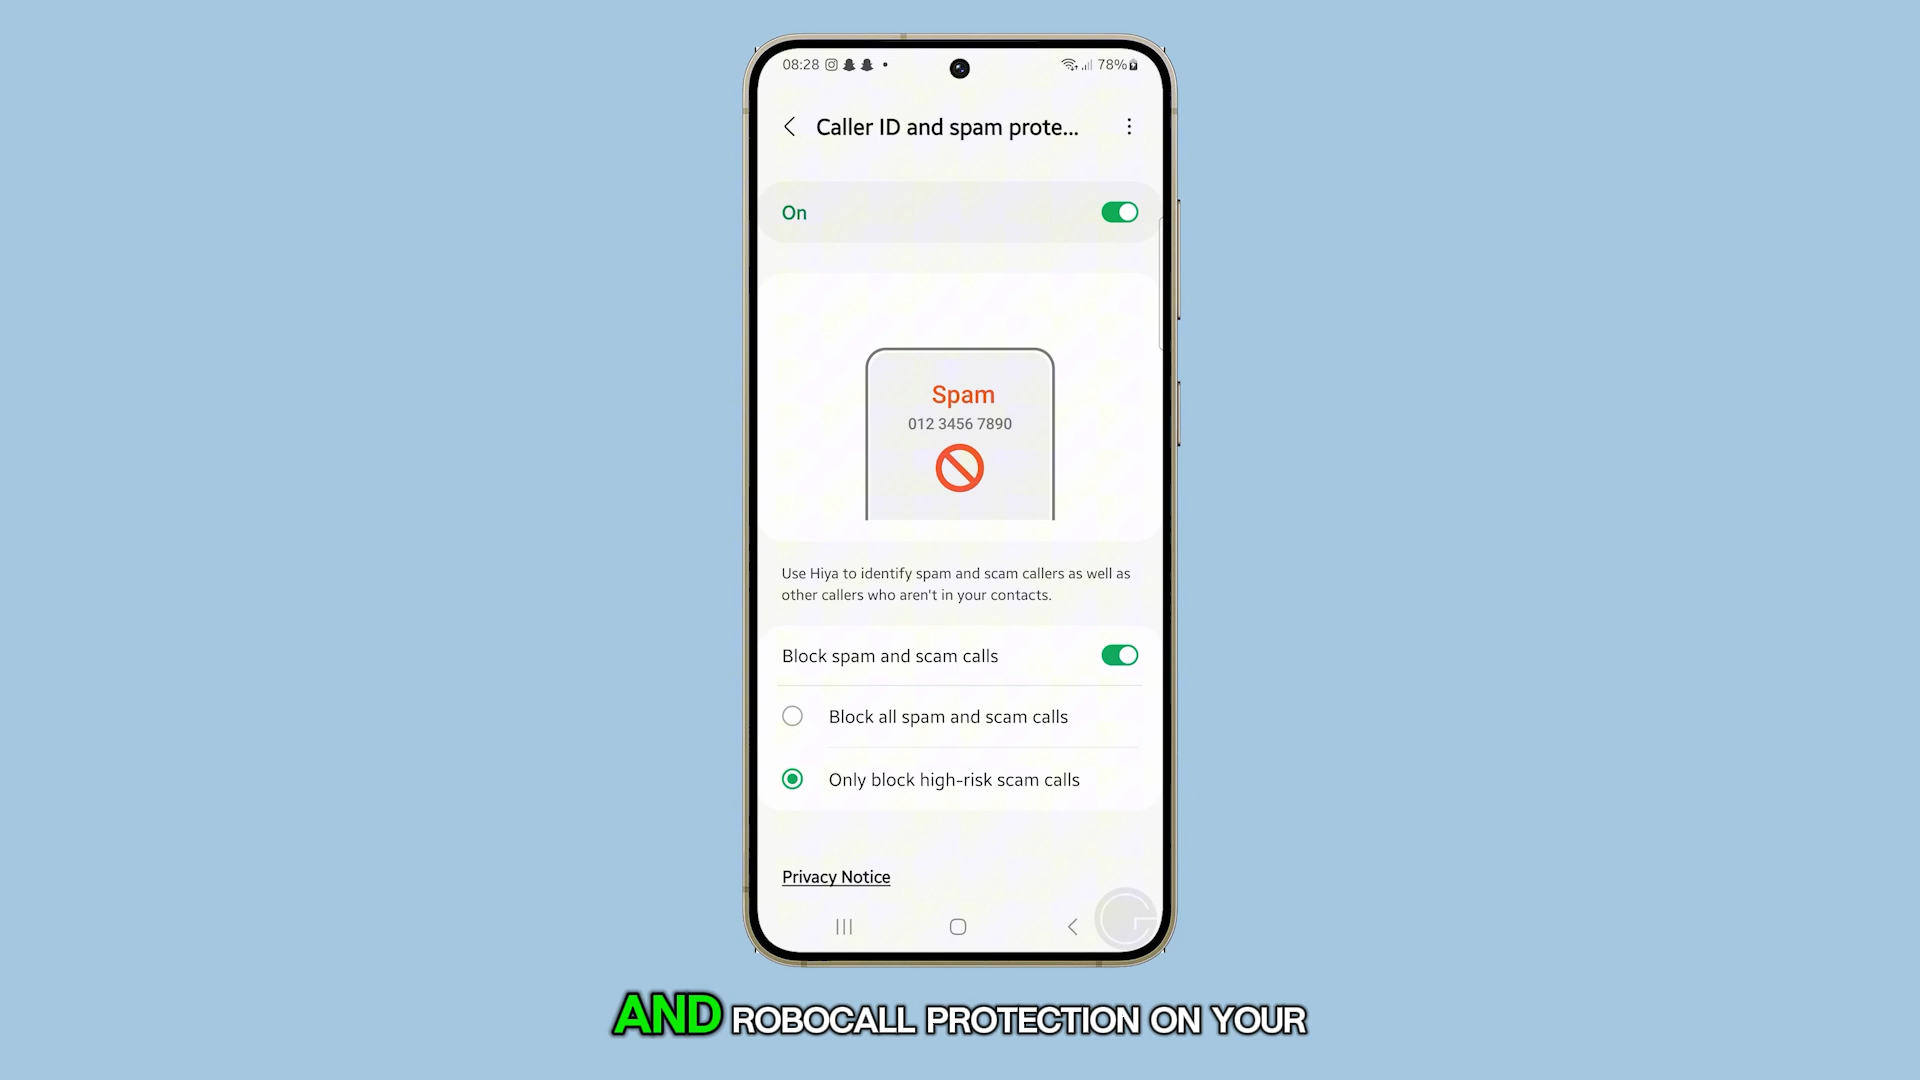 08:28
78%
Caller ID and spam prote...
On
Spam
012 3456 7890
Use Hiya to identify spam and scam callers as well as
other callers who aren't in your contacts.
Block spam and scam calls
Block all spam and scam calls
Only block high-risk scam calls
Privacy Notice
AND ROBOCALL PROTECTION ON YOUR